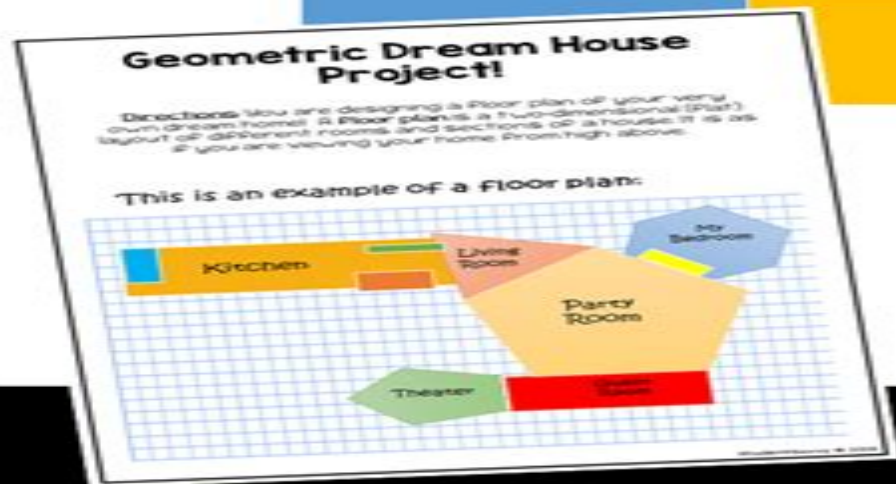 Geometric Dream House
Project!
Directions: You are designing a floor plan of your very
own dream home! A floor plan is a two-dimensional (flat)
layout of different rooms and sections of a house. It is as
if you are viewing your home from high above.
This is an example of a floor plan:
My
Bedroom
Kitchen
Living
Room
Party
Room
Theater
Room